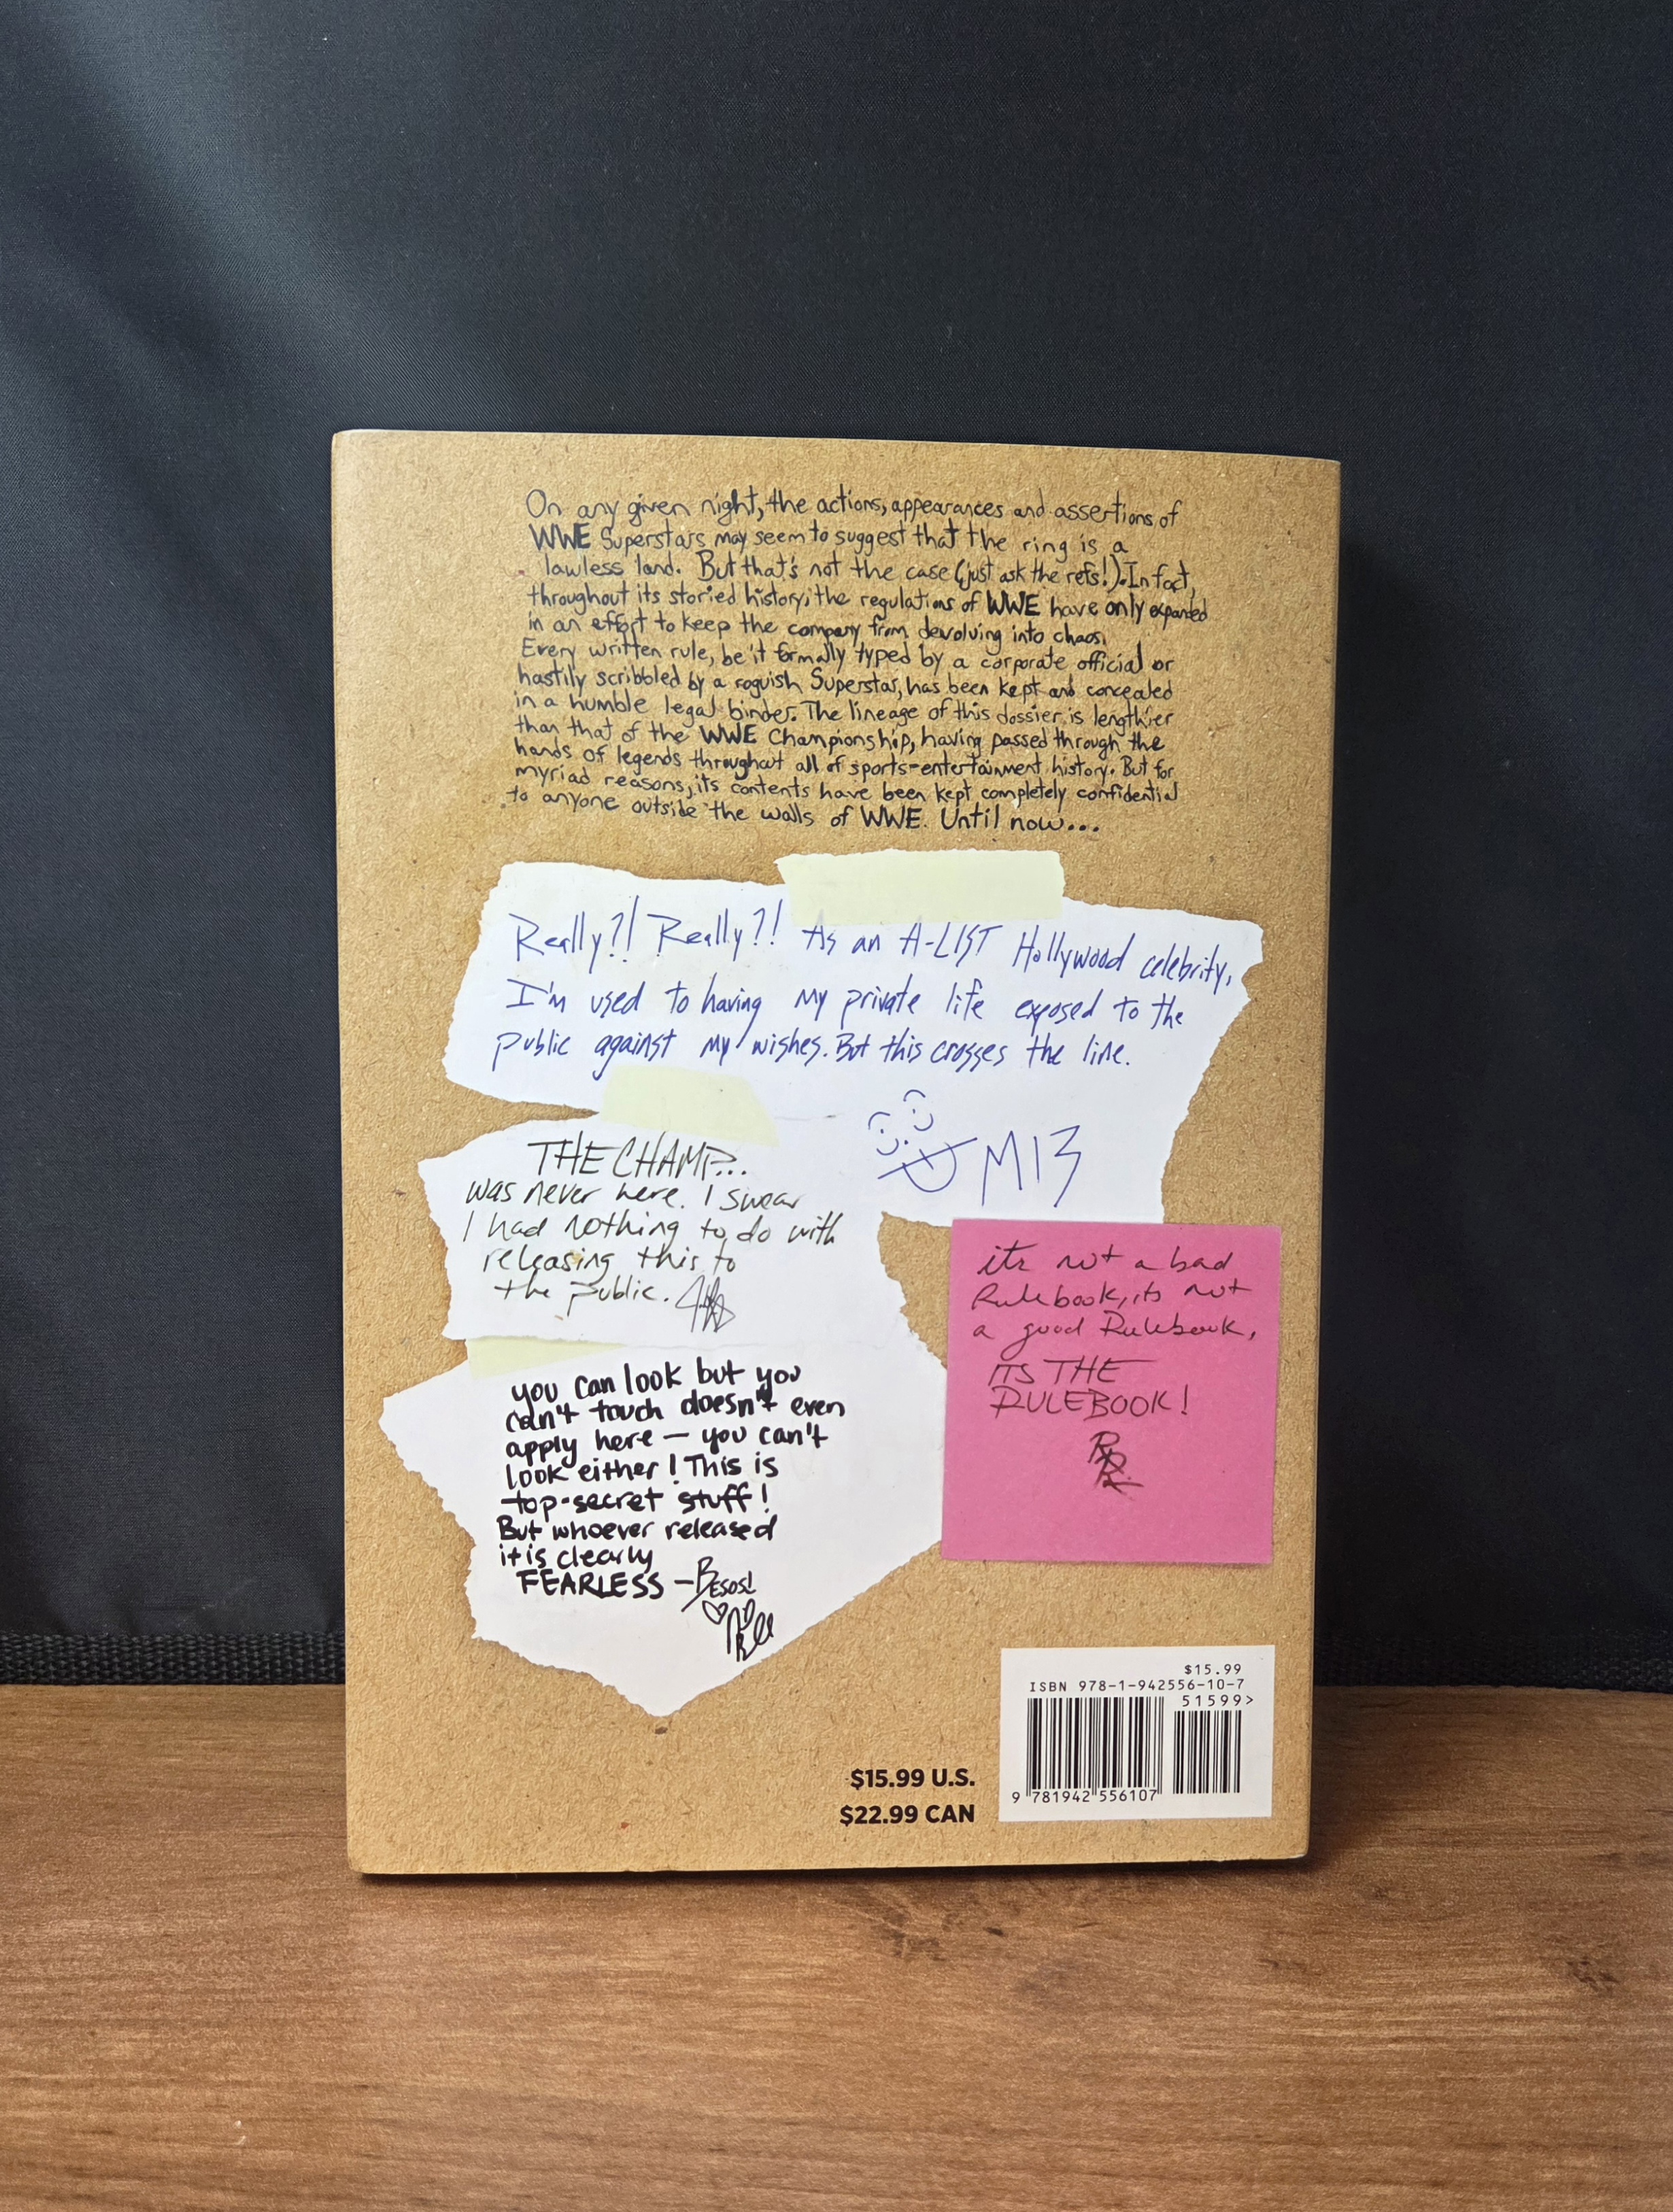 On any given night, the actions, appearances and assertions of
WWE Superstars may seem to suggest that the ring is a
lawless land. But that's not the case (just ask the refs!). In fact,
throughout its storied history, the regulations of WWE have only expanded
in an effort to keep the company from devolving into chaos.
Every written rule, be it formally typed by a corporate official or
hastily scribbled by a roguish Superstar, has been kept and concealed
in a humble legal binder. The lineage of this dossier is lengthier
than that of the WWE Championship, having passed through the
hands of legends throughout all of sports-entertainment history. But for
myriad reasons, its contents have been kept completely confidential
to anyone outside the walls of WWE. Until now...
Really?! Really?! As an A-LIST Hollywood celebrity,
I'm used to having my private life exposed to the
public against my wishes. But this crosses the line.
MIZ
THE CHAMP...
was never here. I swear
I had nothing to do with
releasing this to
the public.
its not a bad
Rulebook, its not
a good Rulebook,
ITS THE
RULEBOOK!
RR
you can look but you
can't touch doesn't even
apply here — you can't
look either! This is
top-secret stuff!
But whoever released
it is clearly
FEARLESS — BESOS!
$15.99
ISBN 978-1-942556-10-7
51599>
9 781942 556107
$15.99 U.S.
$22.99 CAN